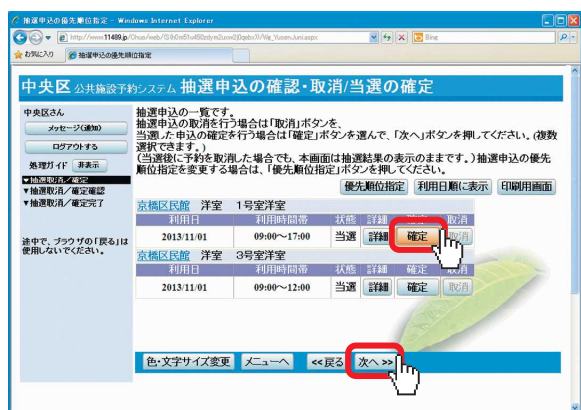 抽選申込の優先順位指定 - Windows Internet Explorer
Bing
お気に入り 抽選申込の優先順位指定
中央区 公共施設予約システム 抽選申込の確認・取消/当選の確定
中央区さん
メッセージ(通知)
ログアウトする
処理ガイド 非表示
▼抽選取消/確定
▼抽選取消/確定確認
▼抽選取消/確定完了
途中で、ブラウザの「戻る」は
使用しないでください。
抽選申込の一覧です。
抽選申込の取消を行う場合は「取消」ボタンを、
当選した申込の確定を行う場合は「確定」ボタンを選んで、「次へ」ボタンを押してください。(複数
選択できます。)
(当選後に予約を取消した場合でも、本画面は抽選結果の表示のままです。)抽選申込の優先
順位指定を変更する場合は、「優先順位指定」ボタンを押してください。
優先順位指定 利用日順に表示 印刷用画面
京橋区民館 洋室 1号室洋室
利用日 利用時間帯 状態 詳細 確定 取消
2013/11/01 09:00～17:00 当選 詳細 確定 取消
京橋区民館 洋室 3号室洋室
利用日 利用時間帯 状態 詳細 確定 取消
2013/11/01 09:00～12:00 当選 詳細 確定 取消
色・文字サイズ変更 メニューへ <<戻る 次へ >>